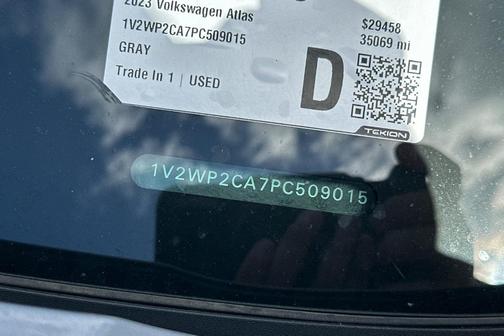 2023 Volkswagen Atlas
$29458
1V2WP2CA7PC509015
35069 mi
GRAY
Trade In 1 | USED
D
TEKION
1V2WP2CA7PC509015